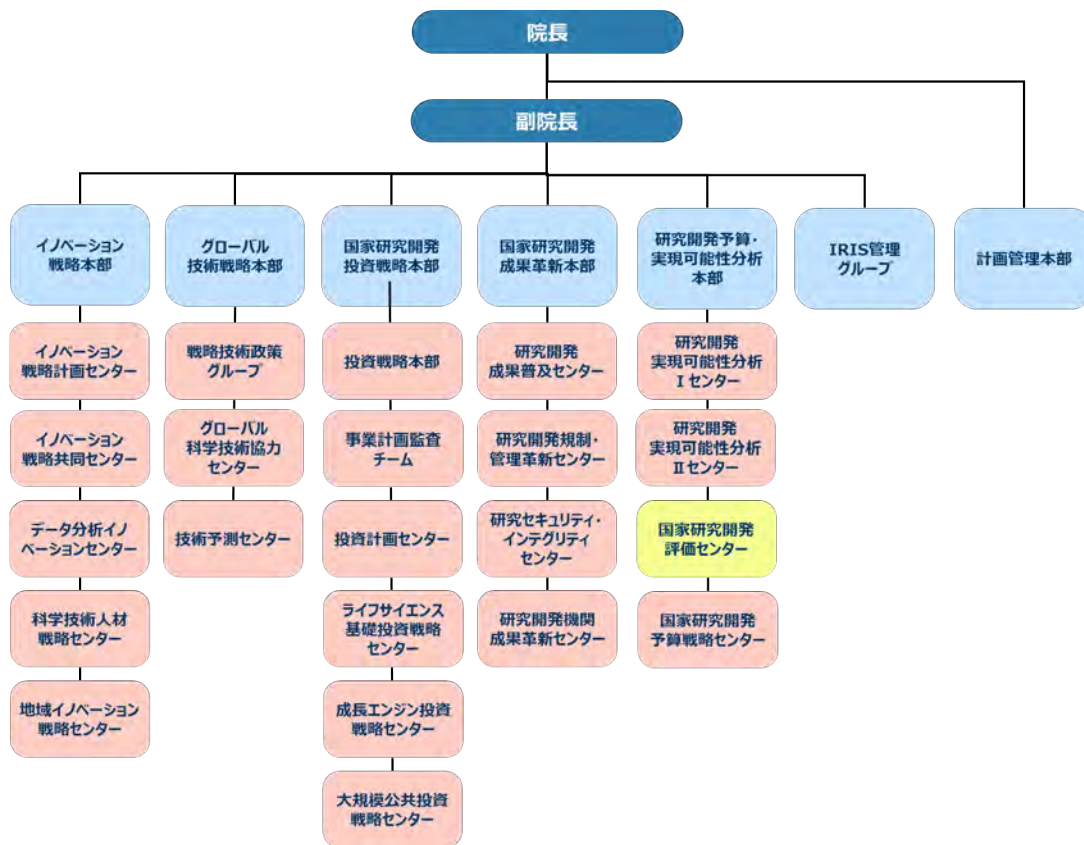 院長
副院長
イノベーション
戦略本部
グローバル
技術戦略本部
国家研究開発
投資戦略本部
国家研究開発
成果革新本部
研究開発予算・
実現可能性分析
本部
IRIS管理
グループ
計画管理本部
イノベーション
戦略計画センター
イノベーション
戦略共同センター
データ分析イノ
ベーションセンター
科学技術人材
戦略センター
地域イノベーション
戦略センター
戦略技術政策
グループ
グローバル
科学技術協力
センター
技術予測センター
投資戦略本部
事業計画監査
チーム
投資計画センター
ライフサイエンス
基礎投資戦略
センター
成長エンジン投資
戦略センター
大規模公共投資
戦略センター
研究開発
成果普及センター
研究開発規制・
管理革新センター
研究セキュリティ・
インテグリティ
センター
研究開発機関
成果革新センター
研究開発
実現可能性分析
Ⅰセンター
研究開発
実現可能性分析
Ⅱセンター
国家研究開発
評価センター
国家研究開発
予算戦略センター